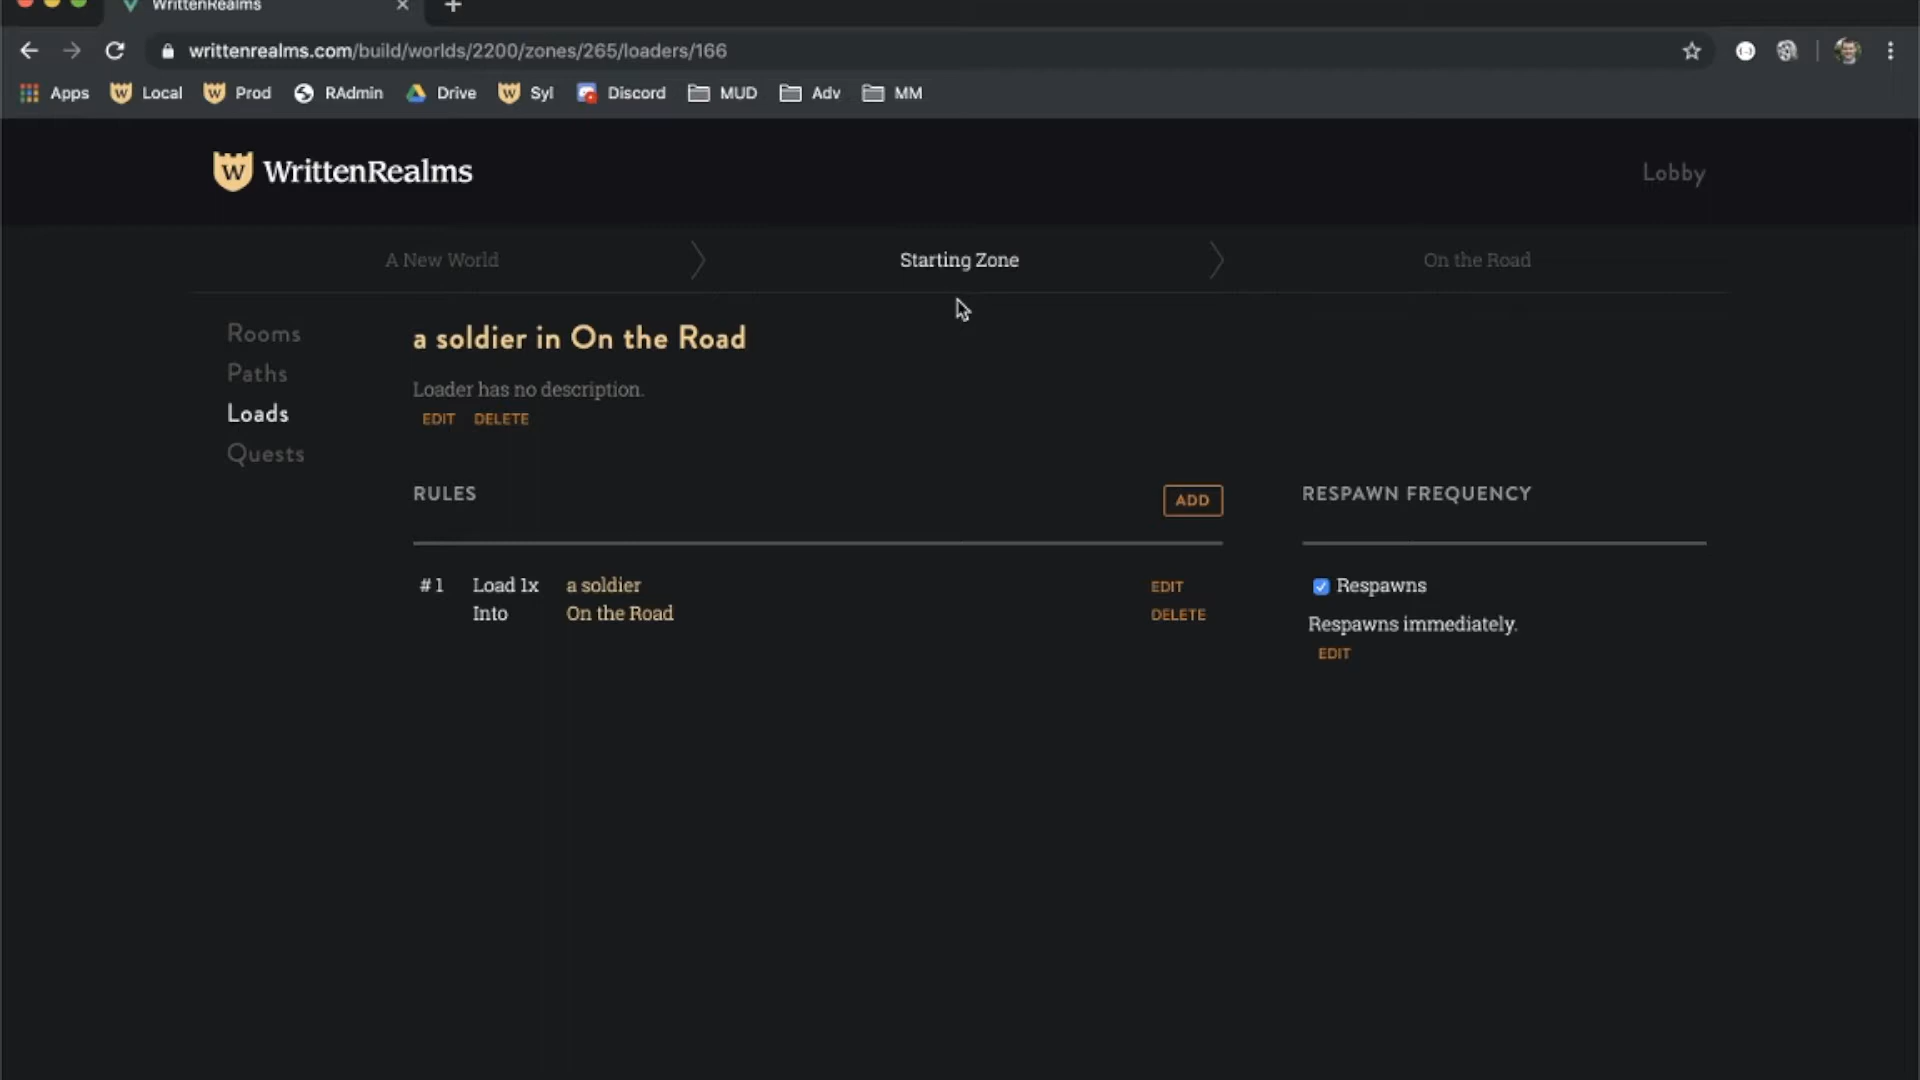 WrittenRealms
writtenrealms.com/build/worlds/2200/zones/265/loaders/166
Apps Local Prod RAdmin Drive Syl Discord MUD Adv MM
W WrittenRealms Lobby
A New World Starting Zone On the Road
Rooms
Paths
Loads
Quests
a soldier in On the Road
Loader has no description.
EDIT DELETE
RULES ADD
#1 Load 1x a soldier EDIT
Into On the Road DELETE
RESPAWN FREQUENCY
Respawns
Respawns immediately.
EDIT